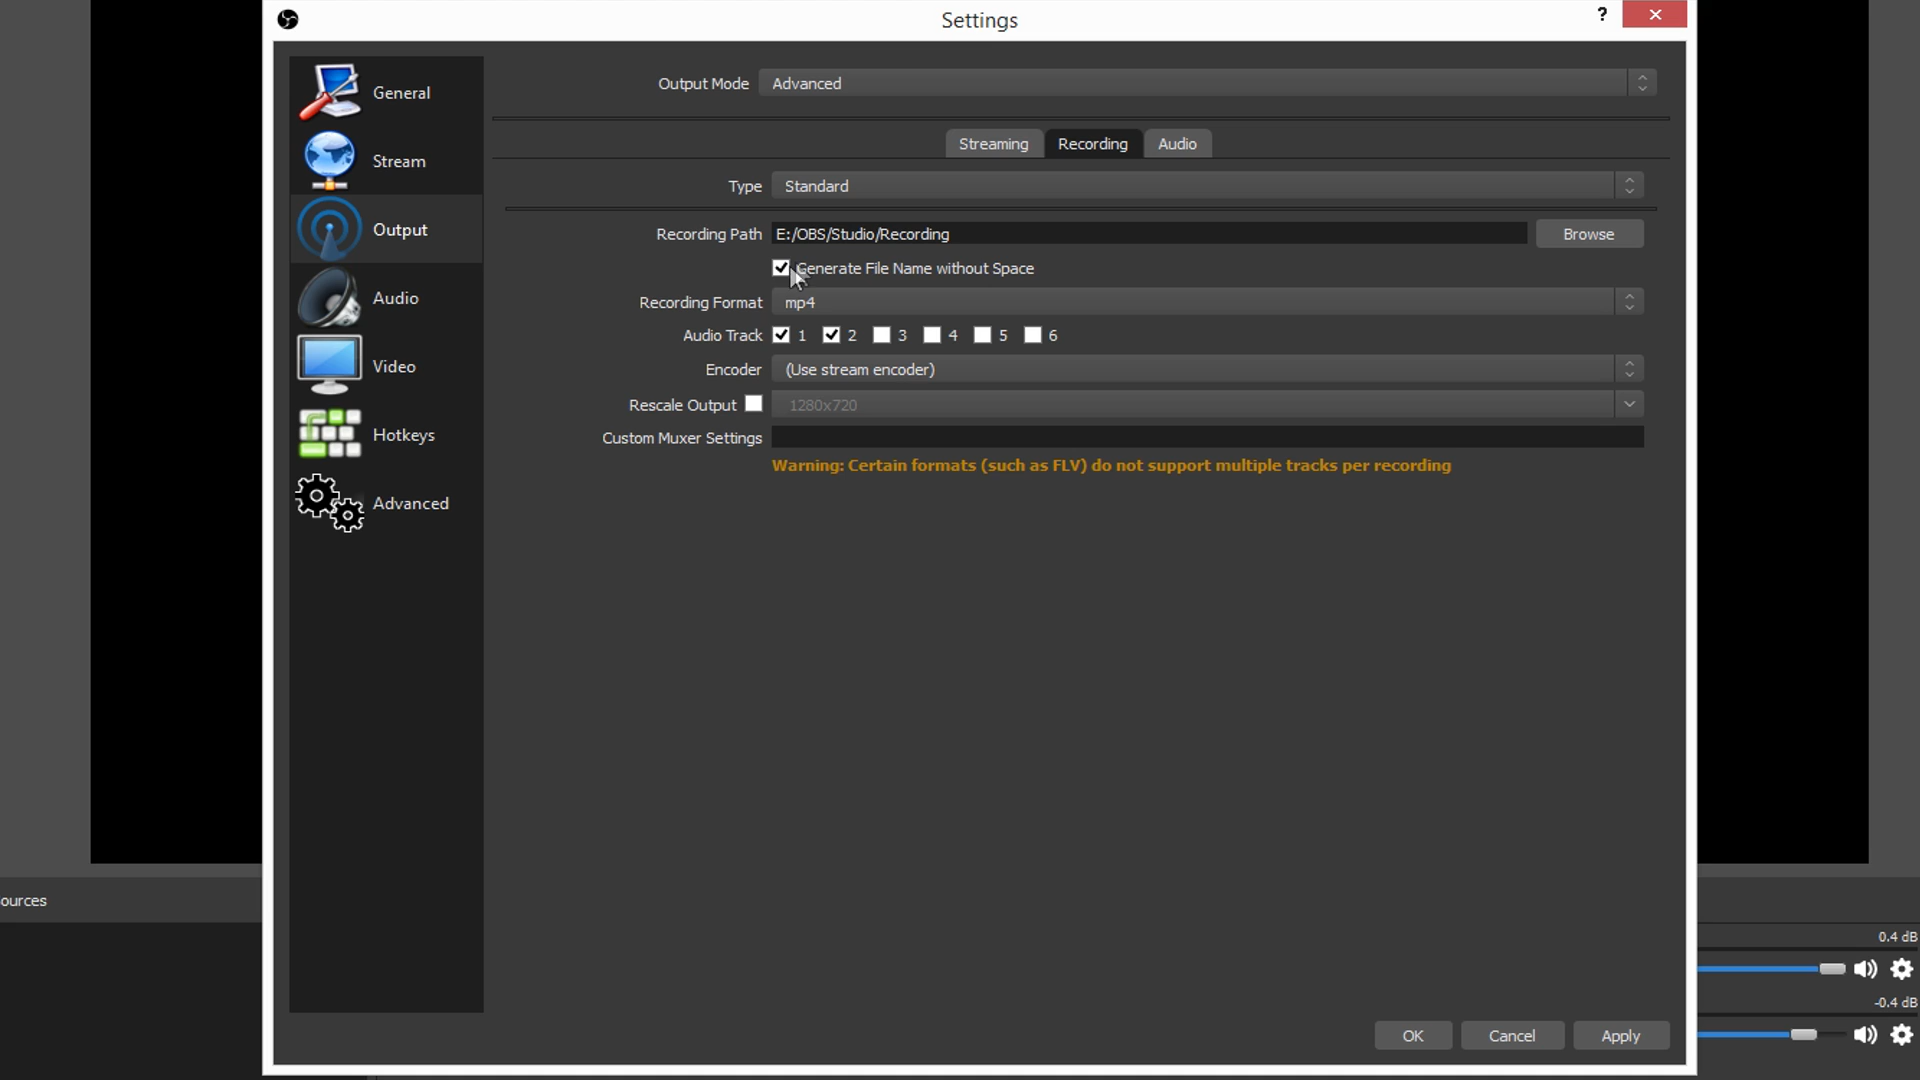 Settings
?
General
Stream
Output
Audio
Video
Hotkeys
Advanced
Output Mode Advanced
Streaming Recording Audio
Type Standard
Recording Path E:/OBS/Studio/Recording Browse
Generate File Name without Space
Recording Format mp4
Audio Track 1 2 3 4 5 6
Encoder (Use stream encoder)
Rescale Output 1280x720
Custom Muxer Settings
Warning: Certain formats (such as FLV) do not support multiple tracks per recording
ources
0.4 dB
-0.4 dB
OK Cancel Apply